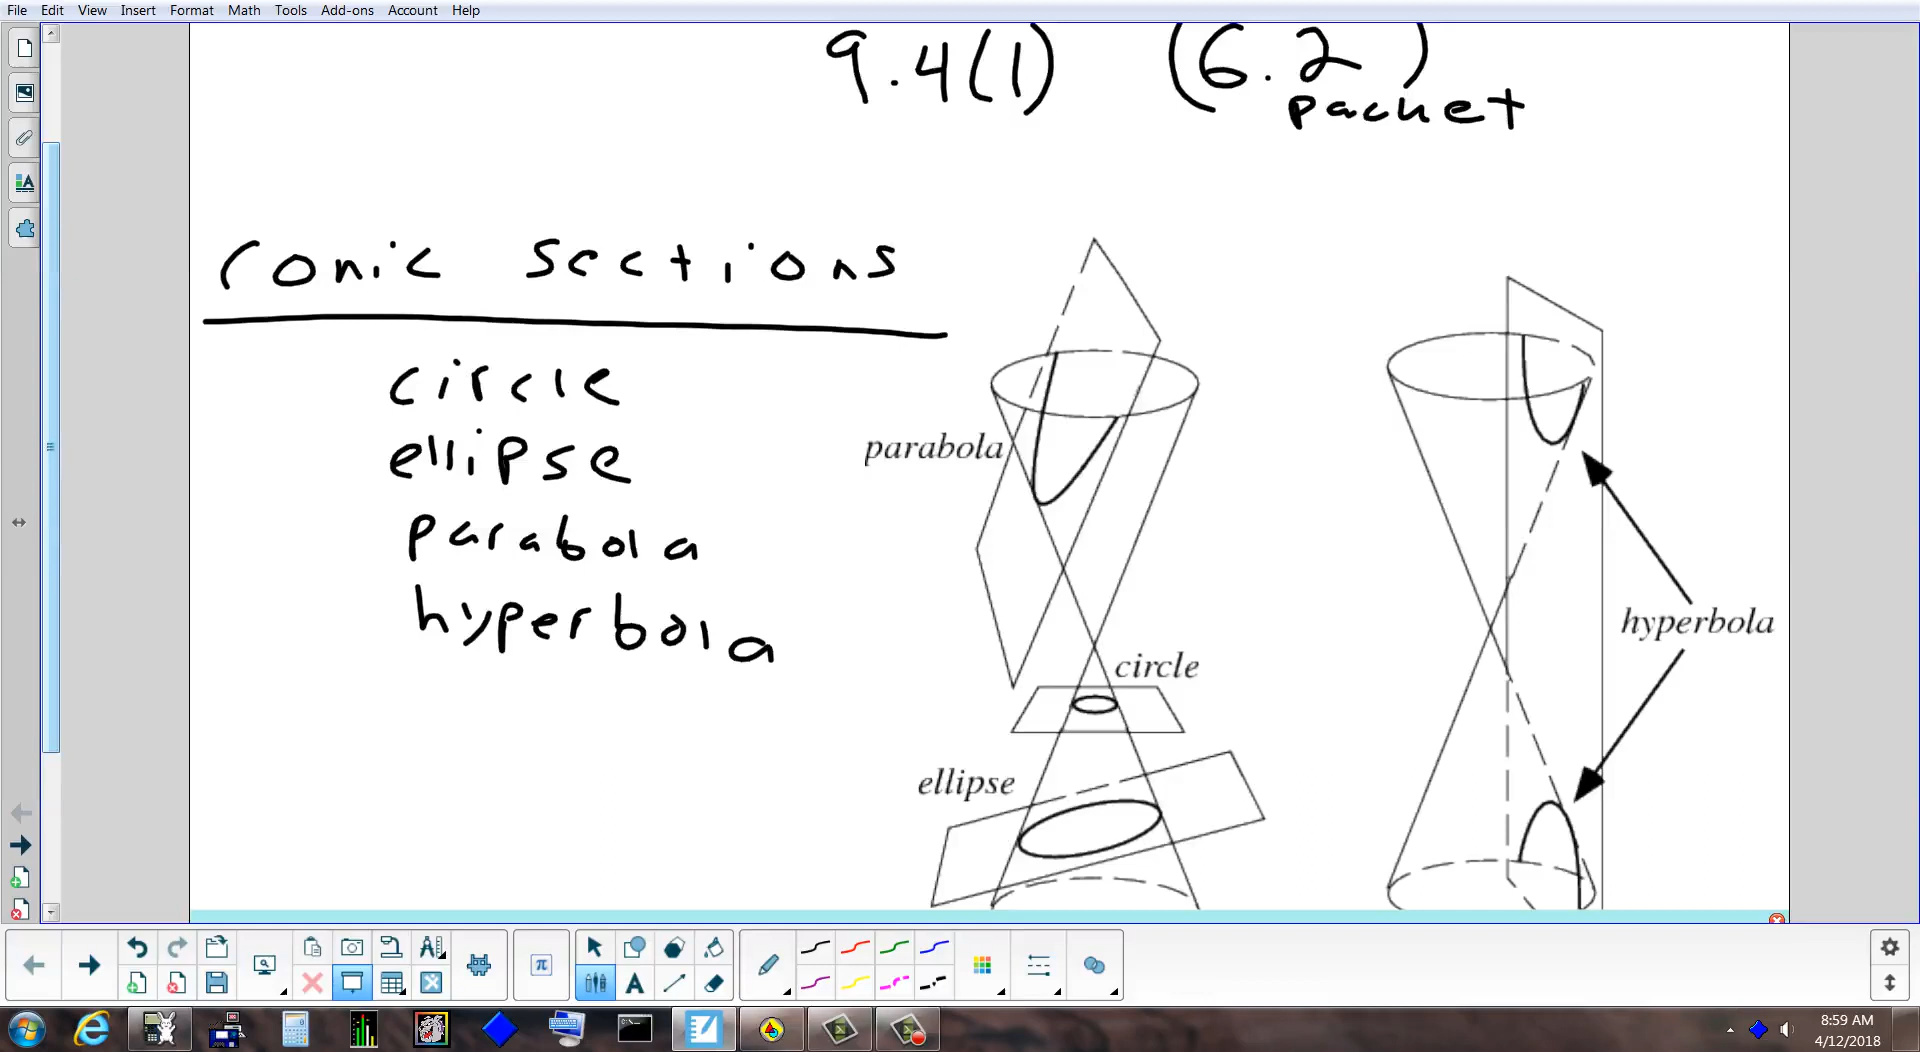 File Edit View Insert Format Math Tools Add-ons Account Help
9.4(1) (6.2)
packet
conic sections
circle
ellipse
parabola
hyperbola
parabola
circle
ellipse
hyperbola
π
A
8:59 AM
4/12/2018